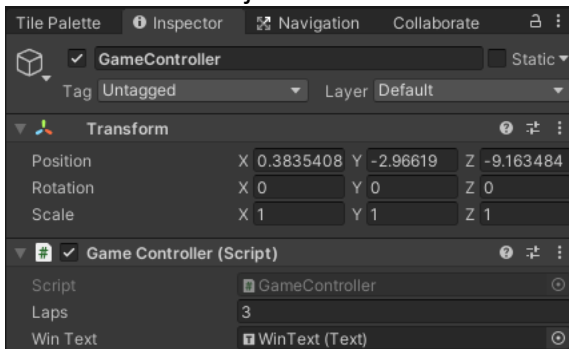 Tile Palette Inspector Navigation Collaborate
GameController Static
Tag Untagged Layer Default
Transform
Position X 0.3835408 Y -2.96619 Z -9.163484
Rotation X 0 Y 0 Z 0
Scale X 1 Y 1 Z 1
# Game Controller (Script)
Script # GameController
Laps 3
Win Text T WinText (Text)